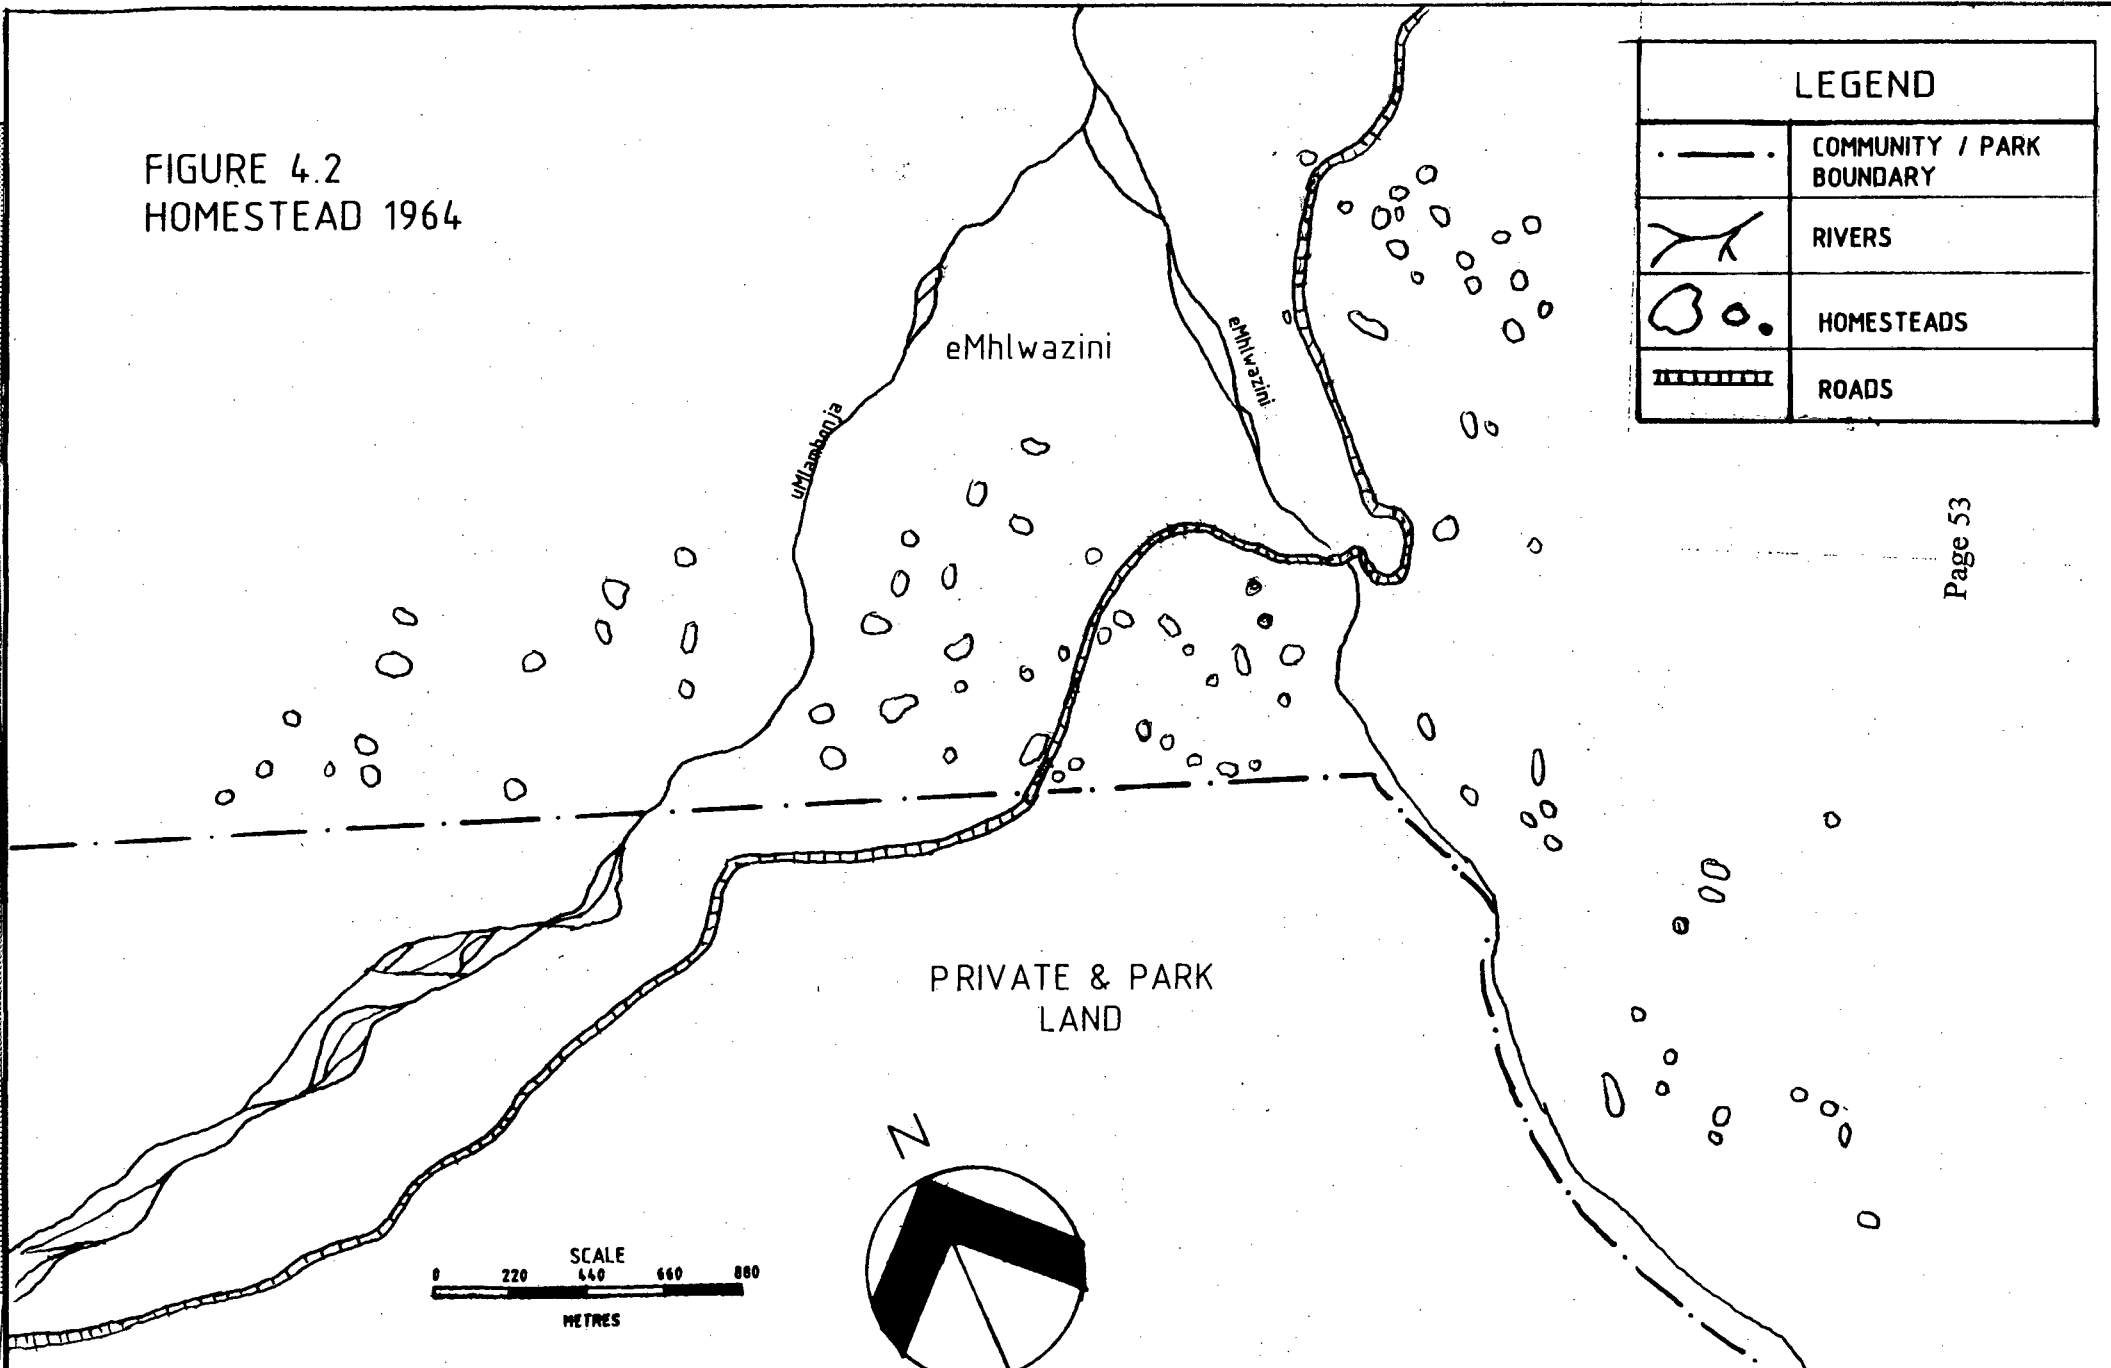 FIGURE 4.2
HOMESTEAD 1964
LEGEND
COMMUNITY / PARK
BOUNDARY
RIVERS
HOMESTEADS
ROADS
eMhlwazini
eMhlwazini
uMlambonja
Page 53
PRIVATE & PARK
LAND
N
SCALE
0 220 440 660 880
METRES